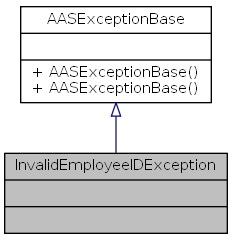 AASExceptionBase
+ AASExceptionBase()
+ AASExceptionBase()
InvalidEmployeeIDException